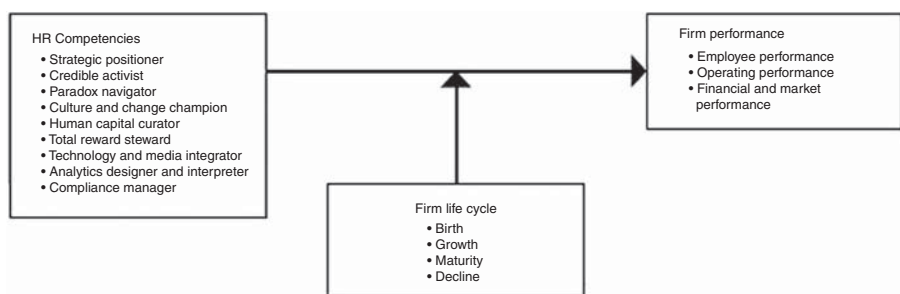 HR Competencies
• Strategic positioner
• Credible activist
• Paradox navigator
• Culture and change champion
• Human capital curator
• Total reward steward
• Technology and media integrator
• Analytics designer and interpreter
• Compliance manager
Firm performance
• Employee performance
• Operating performance
• Financial and market
performance
Firm life cycle
• Birth
• Growth
• Maturity
• Decline